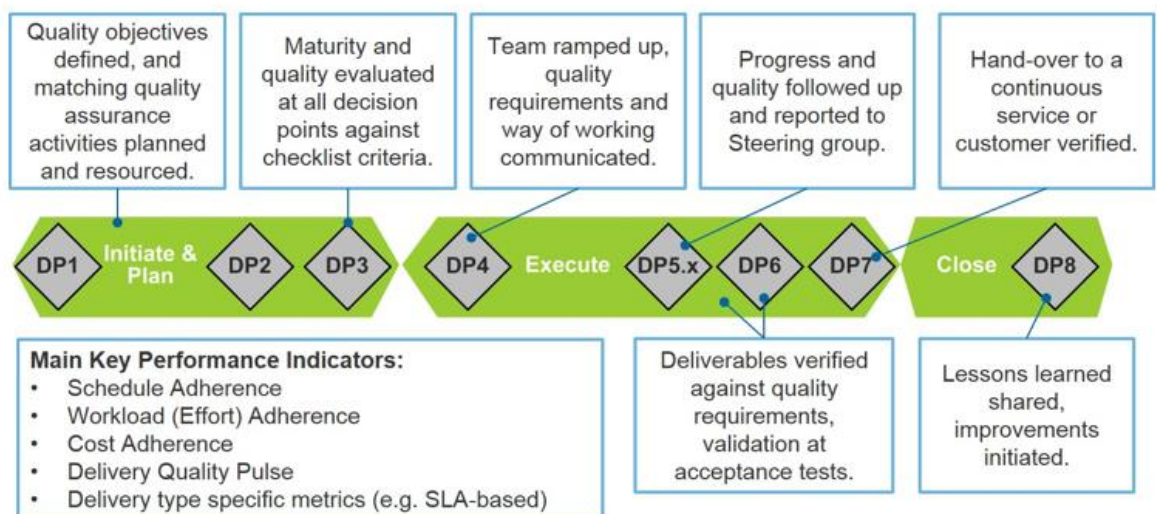 Quality objectives
defined, and
matching quality
assurance
activities planned
and resourced.
Maturity and
quality evaluated
at all decision
points against
checklist criteria.
Team ramped up,
quality
requirements and
way of working
communicated.
Progress and
quality followed up
and reported to
Steering group.
Hand-over to a
continuous
service or
customer verified.
DP1
Initiate &
Plan
DP2
DP3
DP4
Execute
DP5.x
DP6
DP7
Close
DP8
Main Key Performance Indicators:
• Schedule Adherence
• Workload (Effort) Adherence
• Cost Adherence
• Delivery Quality Pulse
• Delivery type specific metrics (e.g. SLA-based)
Deliverables verified
against quality
requirements,
validation at
acceptance tests.
Lessons learned
shared,
improvements
initiated.